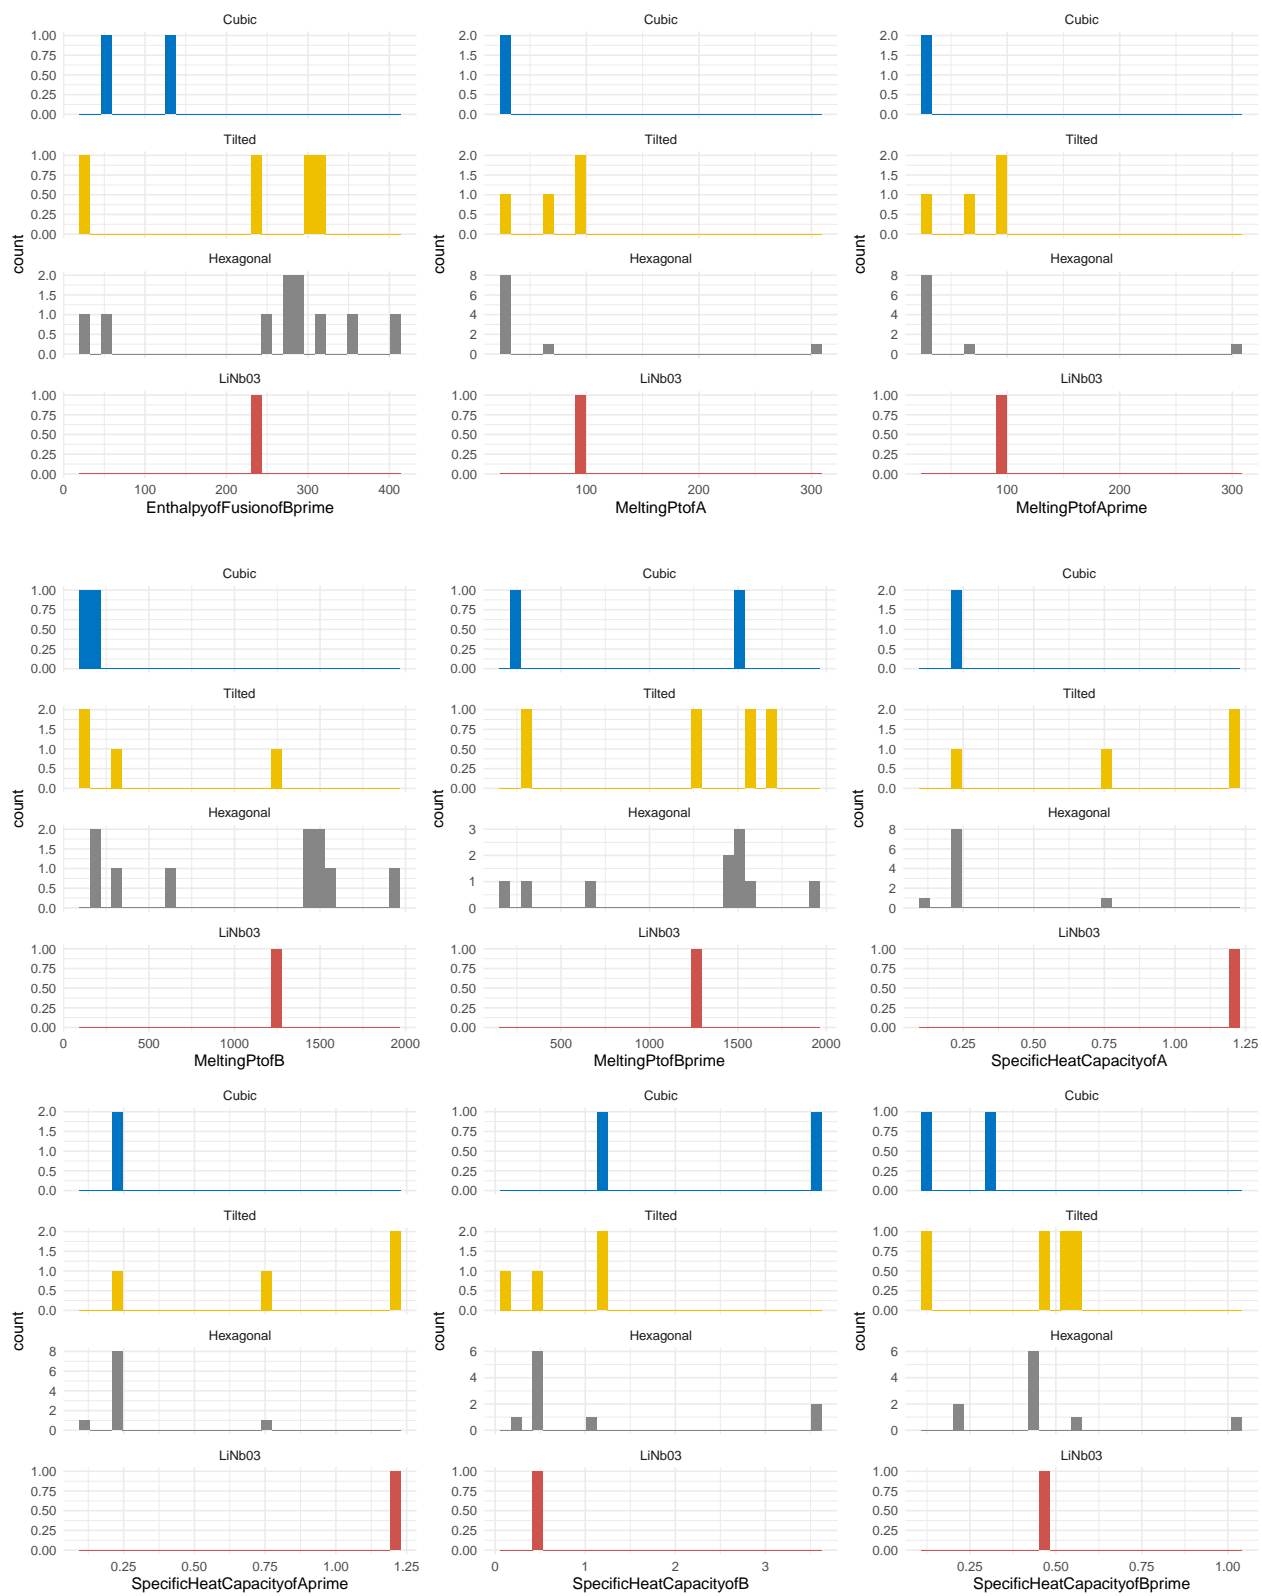 Cubic
1.00
0.75
0.50
0.25
0.00
Tilted
1.00
0.75
0.50
0.25
0.00
Hexagonal
2.0
1.5
1.0
0.5
0.0
LiNb03
1.00
0.75
0.50
0.25
0.00
0 100 200 300 400
EnthalpyofFusionofBprime
count
Cubic
2.0
1.5
1.0
0.5
0.0
Tilted
2.0
1.5
1.0
0.5
0.0
Hexagonal
8
6
4
2
0
LiNb03
1.00
0.75
0.50
0.25
0.00
100 200 300
MeltingPtofA
count
Cubic
2.0
1.5
1.0
0.5
0.0
Tilted
2.0
1.5
1.0
0.5
0.0
Hexagonal
8
6
4
2
0
LiNb03
1.00
0.75
0.50
0.25
0.00
100 200 300
MeltingPtofAprime
count
Cubic
1.00
0.75
0.50
0.25
0.00
Tilted
2.0
1.5
1.0
0.5
0.0
Hexagonal
2.0
1.5
1.0
0.5
0.0
LiNb03
1.00
0.75
0.50
0.25
0.00
0 500 1000 1500 2000
MeltingPtofB
count
Cubic
1.00
0.75
0.50
0.25
0.00
Tilted
1.00
0.75
0.50
0.25
0.00
Hexagonal
3
2
1
0
LiNb03
1.00
0.75
0.50
0.25
0.00
500 1000 1500 2000
MeltingPtofBprime
count
Cubic
2.0
1.5
1.0
0.5
0.0
Tilted
2.0
1.5
1.0
0.5
0.0
Hexagonal
8
6
4
2
0
LiNb03
1.00
0.75
0.50
0.25
0.00
0.25 0.50 0.75 1.00 1.25
SpecificHeatCapacityofA
count
Cubic
2.0
1.5
1.0
0.5
0.0
Tilted
2.0
1.5
1.0
0.5
0.0
Hexagonal
8
6
4
2
0
LiNb03
1.00
0.75
0.50
0.25
0.00
0.25 0.50 0.75 1.00 1.25
SpecificHeatCapacityofAprime
count
Cubic
1.00
0.75
0.50
0.25
0.00
Tilted
2.0
1.5
1.0
0.5
0.0
Hexagonal
6
4
2
0
LiNb03
1.00
0.75
0.50
0.25
0.00
0 1 2 3
SpecificHeatCapacityofB
count
Cubic
1.00
0.75
0.50
0.25
0.00
Tilted
1.00
0.75
0.50
0.25
0.00
Hexagonal
6
4
2
0
LiNb03
1.00
0.75
0.50
0.25
0.00
0.25 0.50 0.75 1.00
SpecificHeatCapacityofBprime
count